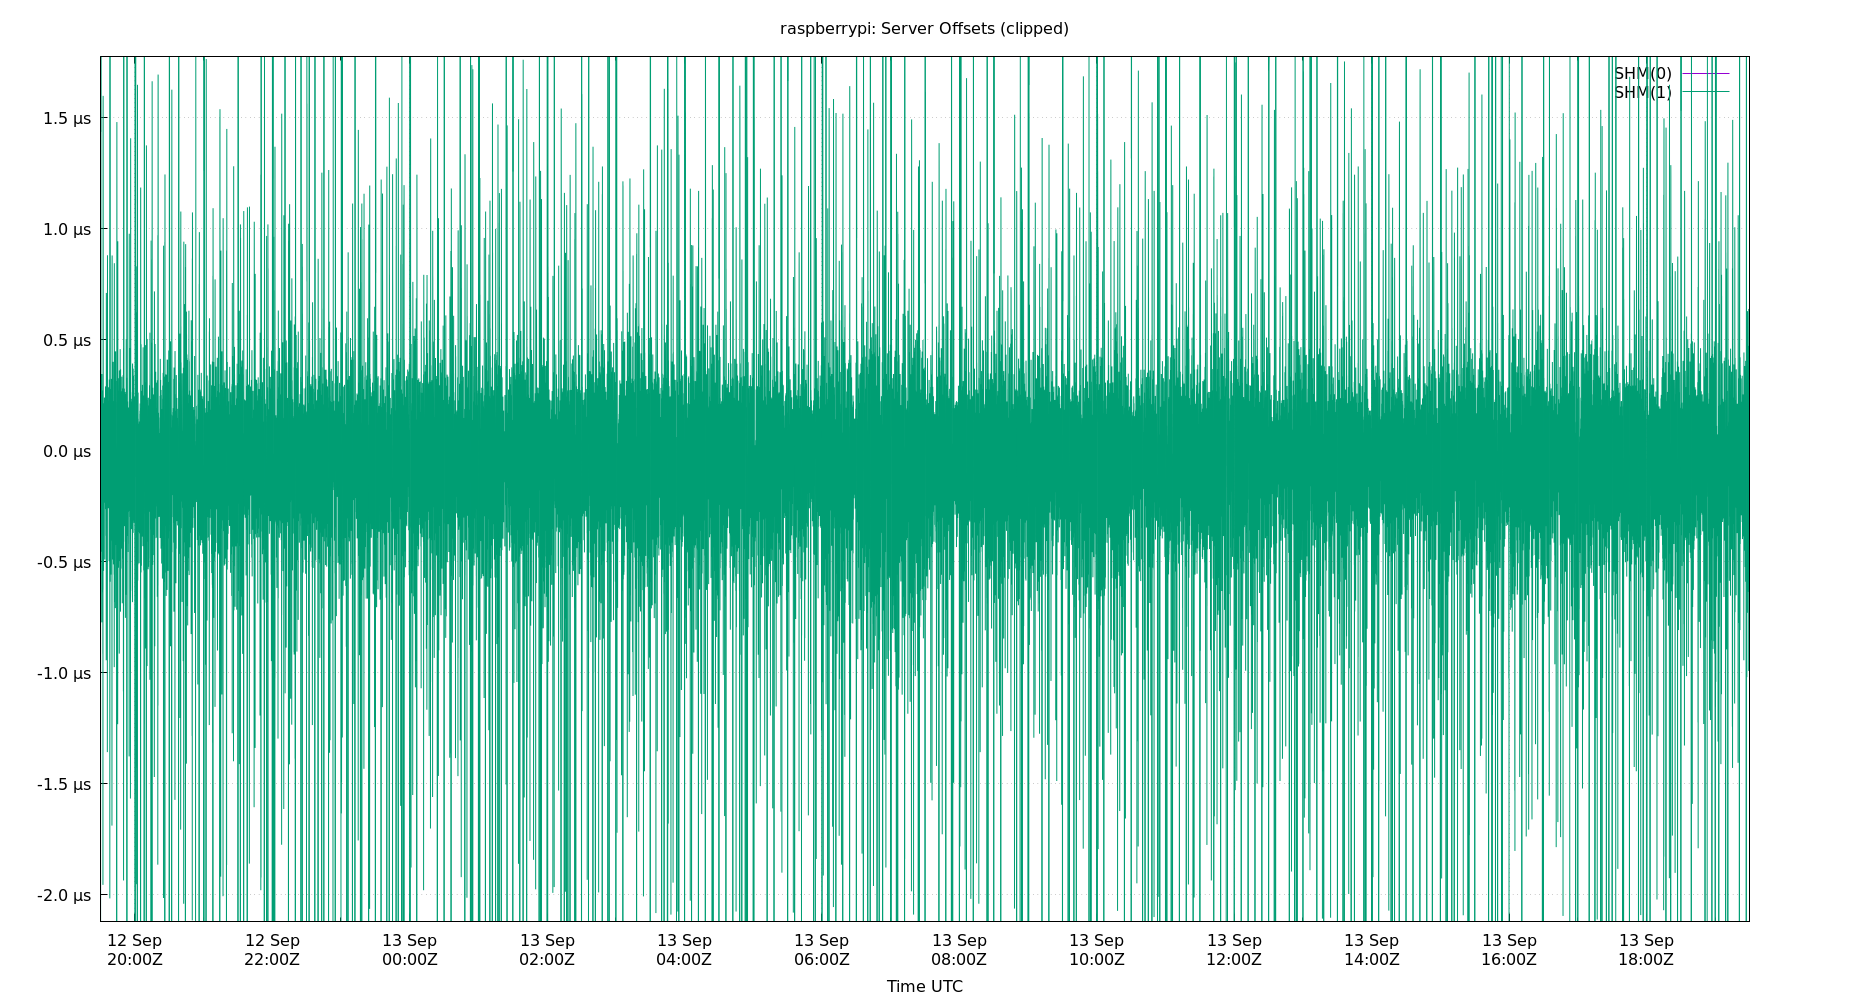 raspberrypi: Server Offsets (clipped)
SHM(0)
SHM(1)
1.5 µs
1.0 µs
0.5 µs
0.0 µs
-0.5 µs
-1.0 µs
-1.5 µs
-2.0 µs
12 Sep 12 Sep 13 Sep 13 Sep 13 Sep 13 Sep 13 Sep 13 Sep 13 Sep 13 Sep 13 Sep 13 Sep
20:00Z 22:00Z 00:00Z 02:00Z 04:00Z 06:00Z 08:00Z 10:00Z 12:00Z 14:00Z 16:00Z 18:00Z
Time UTC